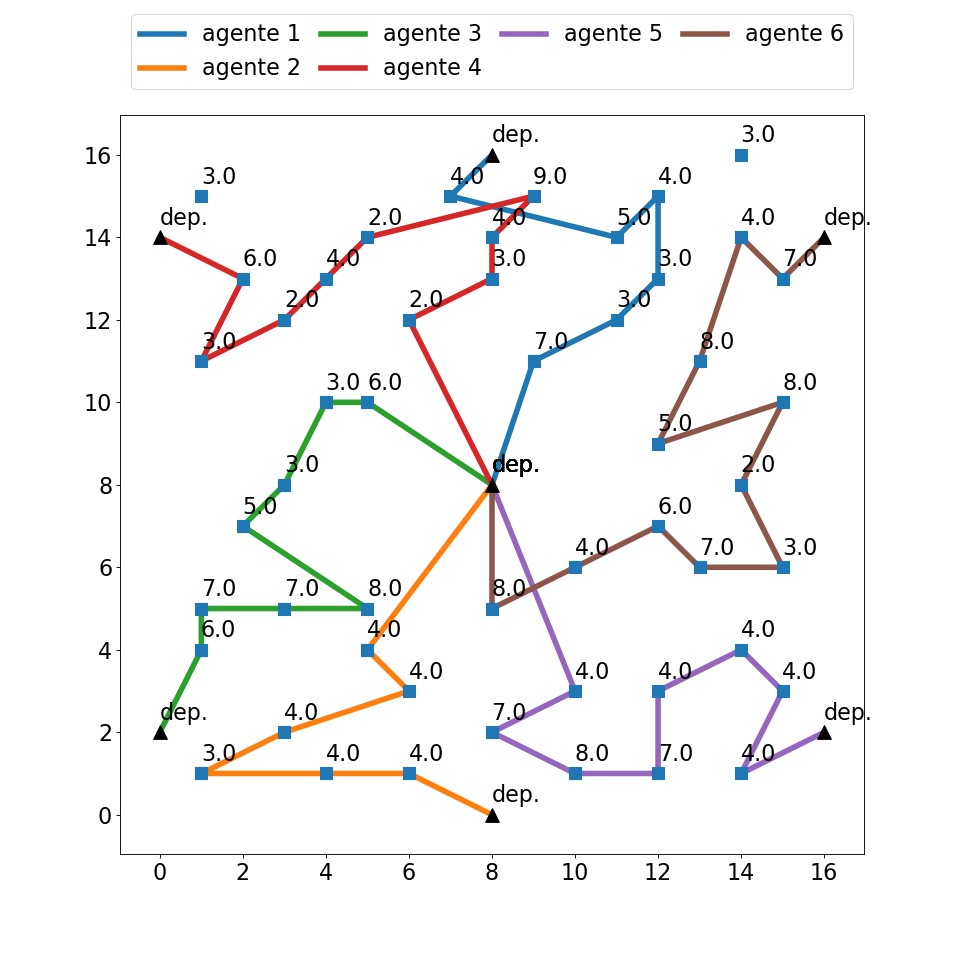 agente 1 agente 3 agente 5 agente 6
agente 2 agente 4
dep. 3.0
3.0 4.0 9.0 4.0
dep. 2.0 4.0 5.0 4.0 dep.
6.0 4.0 3.0 3.0 7.0
2.0 2.0 3.0
3.0 7.0 8.0
3.0 6.0 8.0
5.0
3.0 dep. dep. 2.0
5.0 6.0
4.0 7.0 3.0
7.0 7.0 8.0 8.0
6.0 4.0 4.0
4.0 4.0 4.0 4.0
dep. 4.0 7.0 dep.
3.0 4.0 4.0 8.0 7.0 4.0
dep.
16
14
12
10
8
6
4
2
0
0 2 4 6 8 10 12 14 16